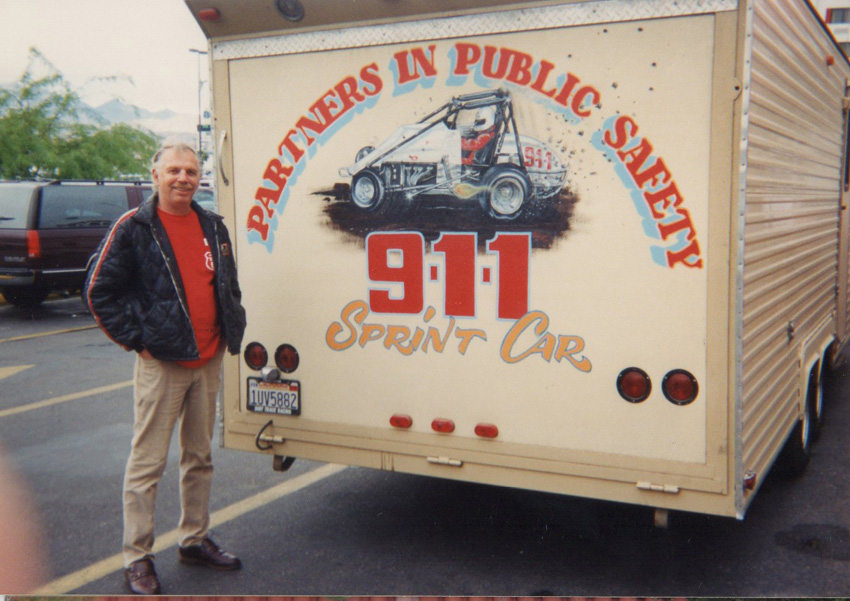 PARTNERS IN PUBLIC SAFETY
911
9·1·1
SPRINT CAR
1UV5882